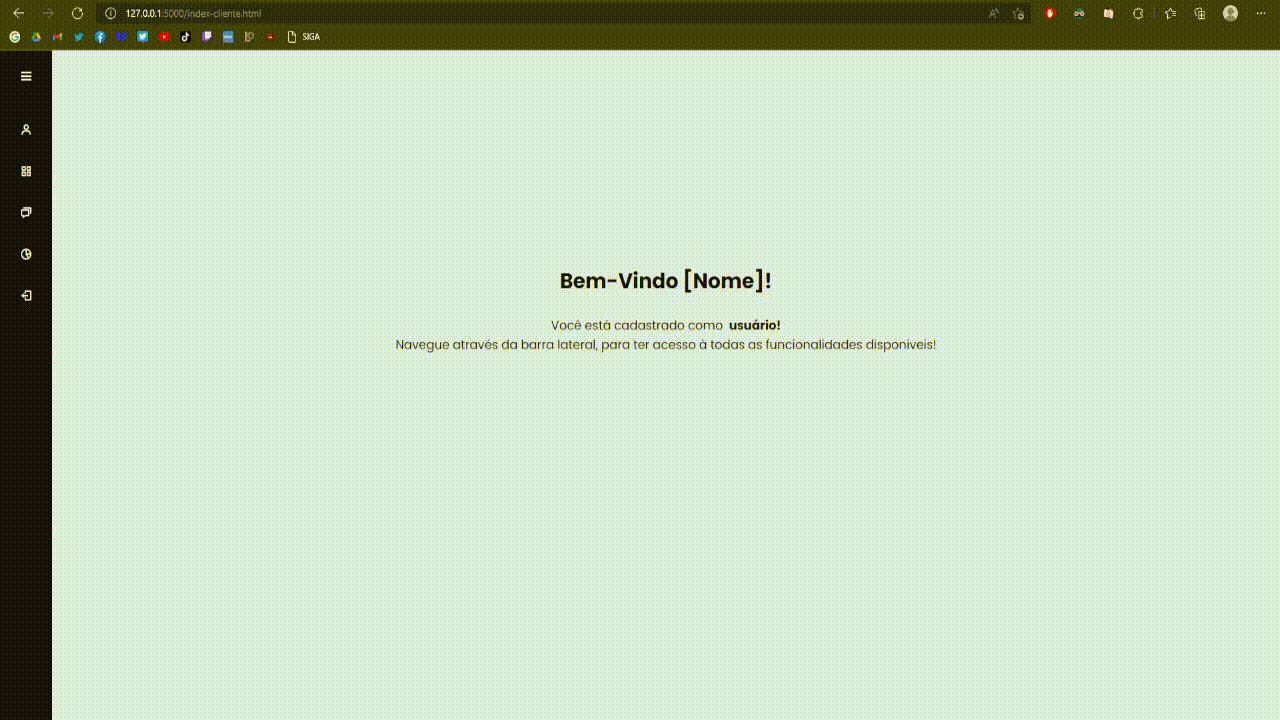 127.0.0.1:5000/index-cliente.html
SIGA
Bem-Vindo [Nome]!
Você está cadastrado como usuário!
Navegue através da barra lateral, para ter acesso à todas as funcionalidades disponíveis!